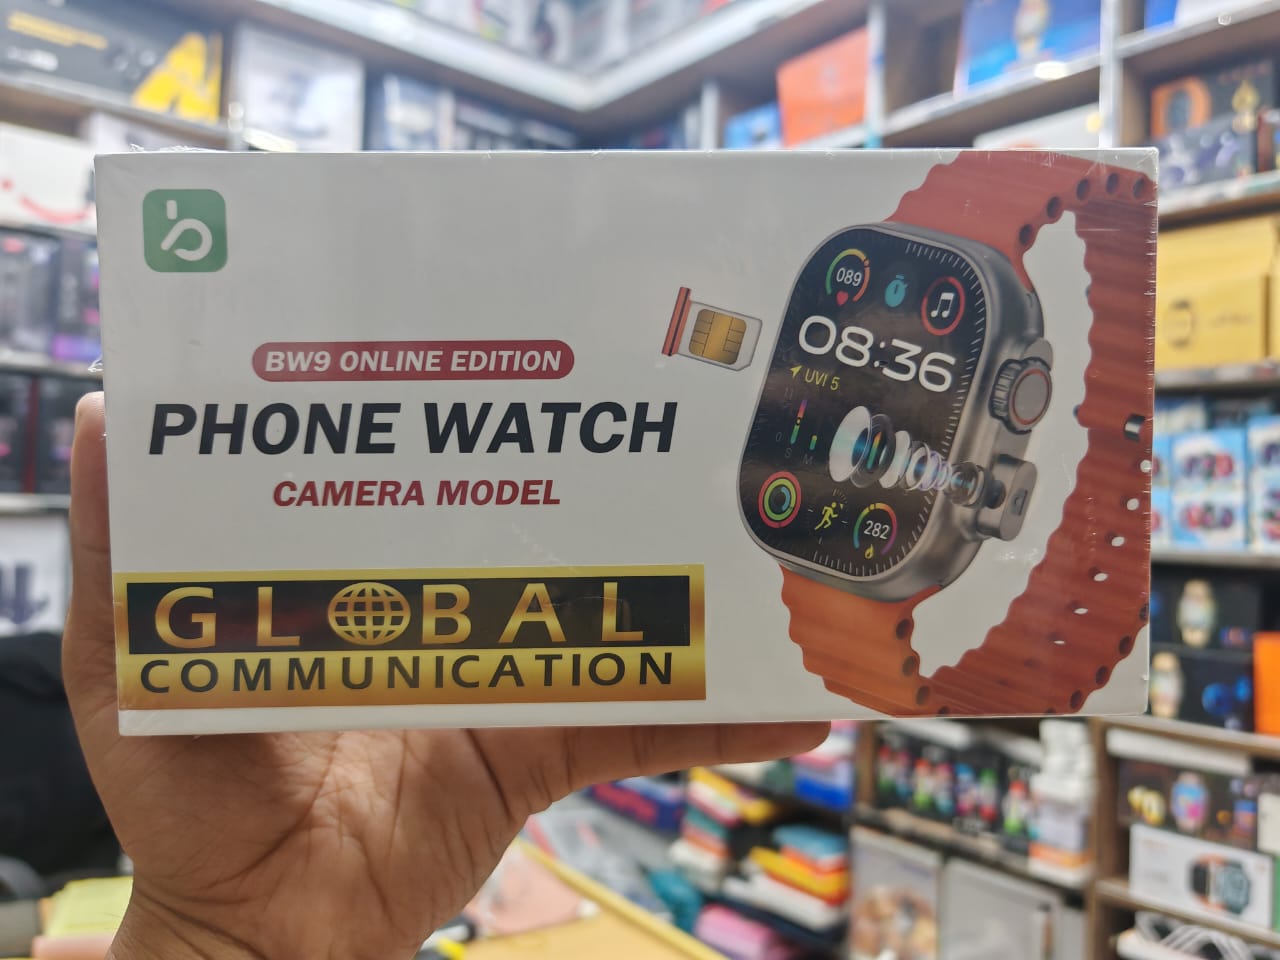 BW9 ONLINE EDITION
PHONE WATCH
CAMERA MODEL
GLOBAL
COMMUNICATION
089
08:36
UVI 5
282